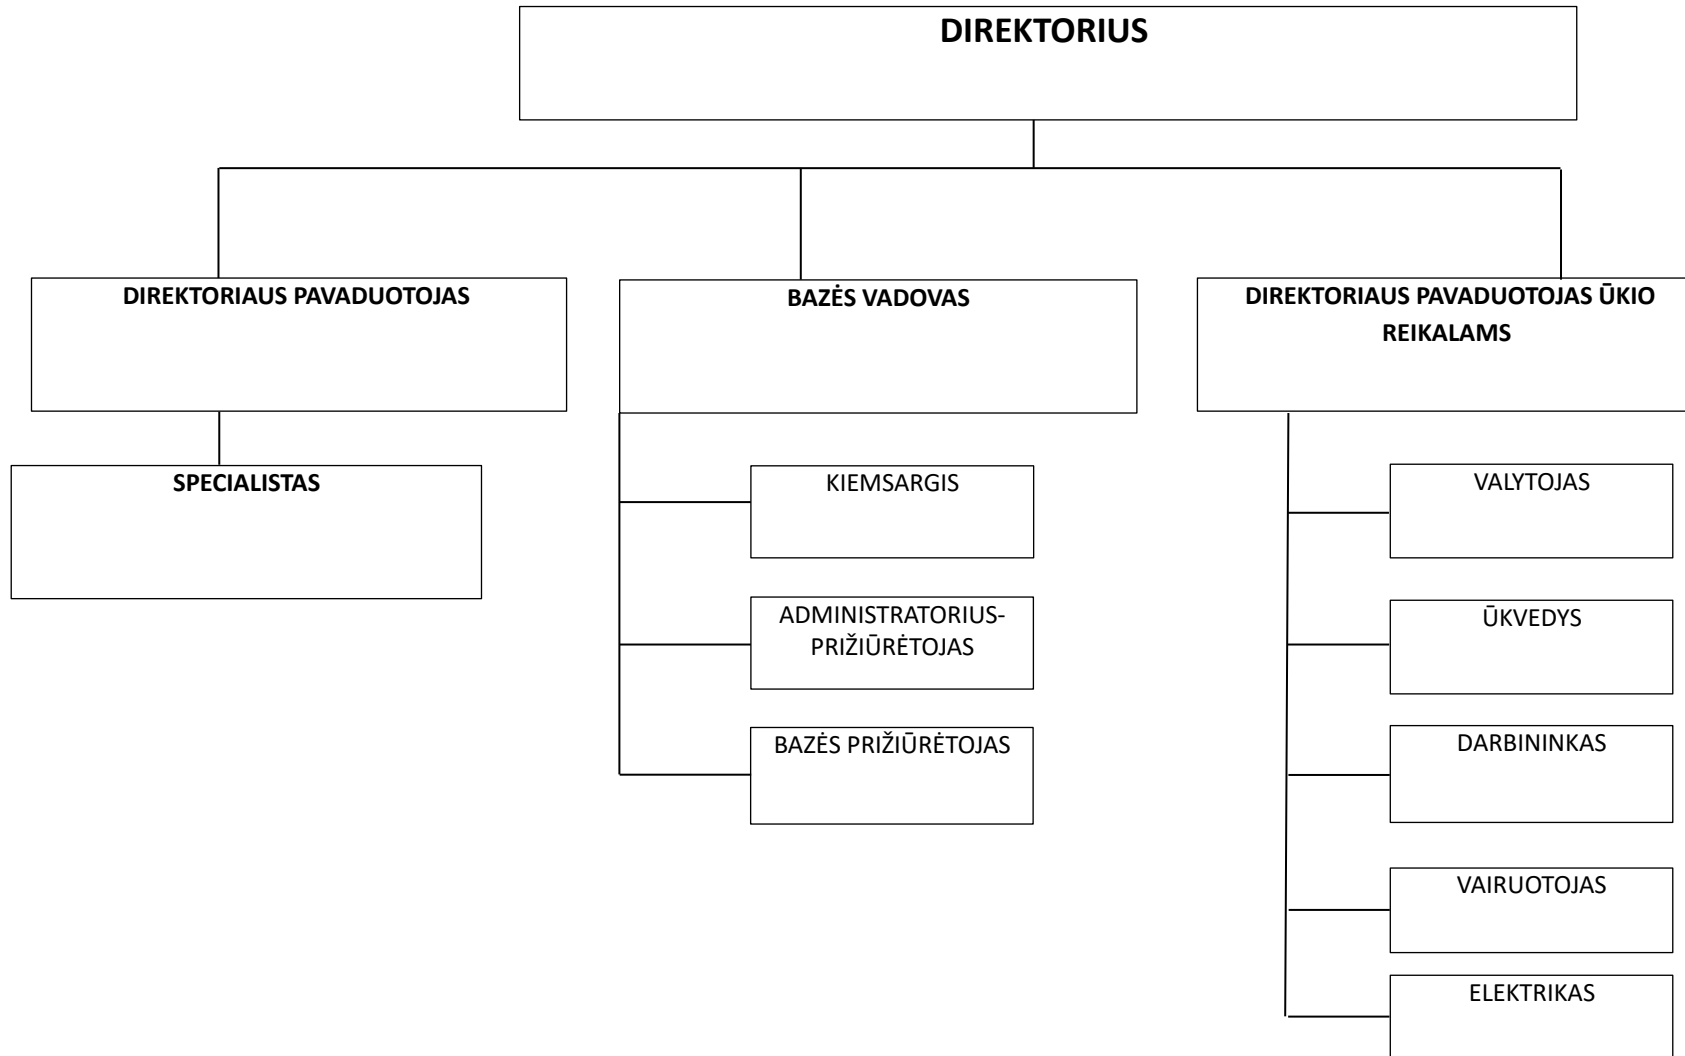 DIREKTORIUS
DIREKTORIAUS PAVADUOTOJAS
BAZĖS VADOVAS
DIREKTORIAUS PAVADUOTOJAS ŪKIO
REIKALAMS
SPECIALISTAS
KIEMSARGIS
ADMINISTRATORIUS-
PRIŽIŪRĖTOJAS
BAZĖS PRIŽIŪRĖTOJAS
VALYTOJAS
ŪKVEDYS
DARBININKAS
VAIRUOTOJAS
ELEKTRIKAS